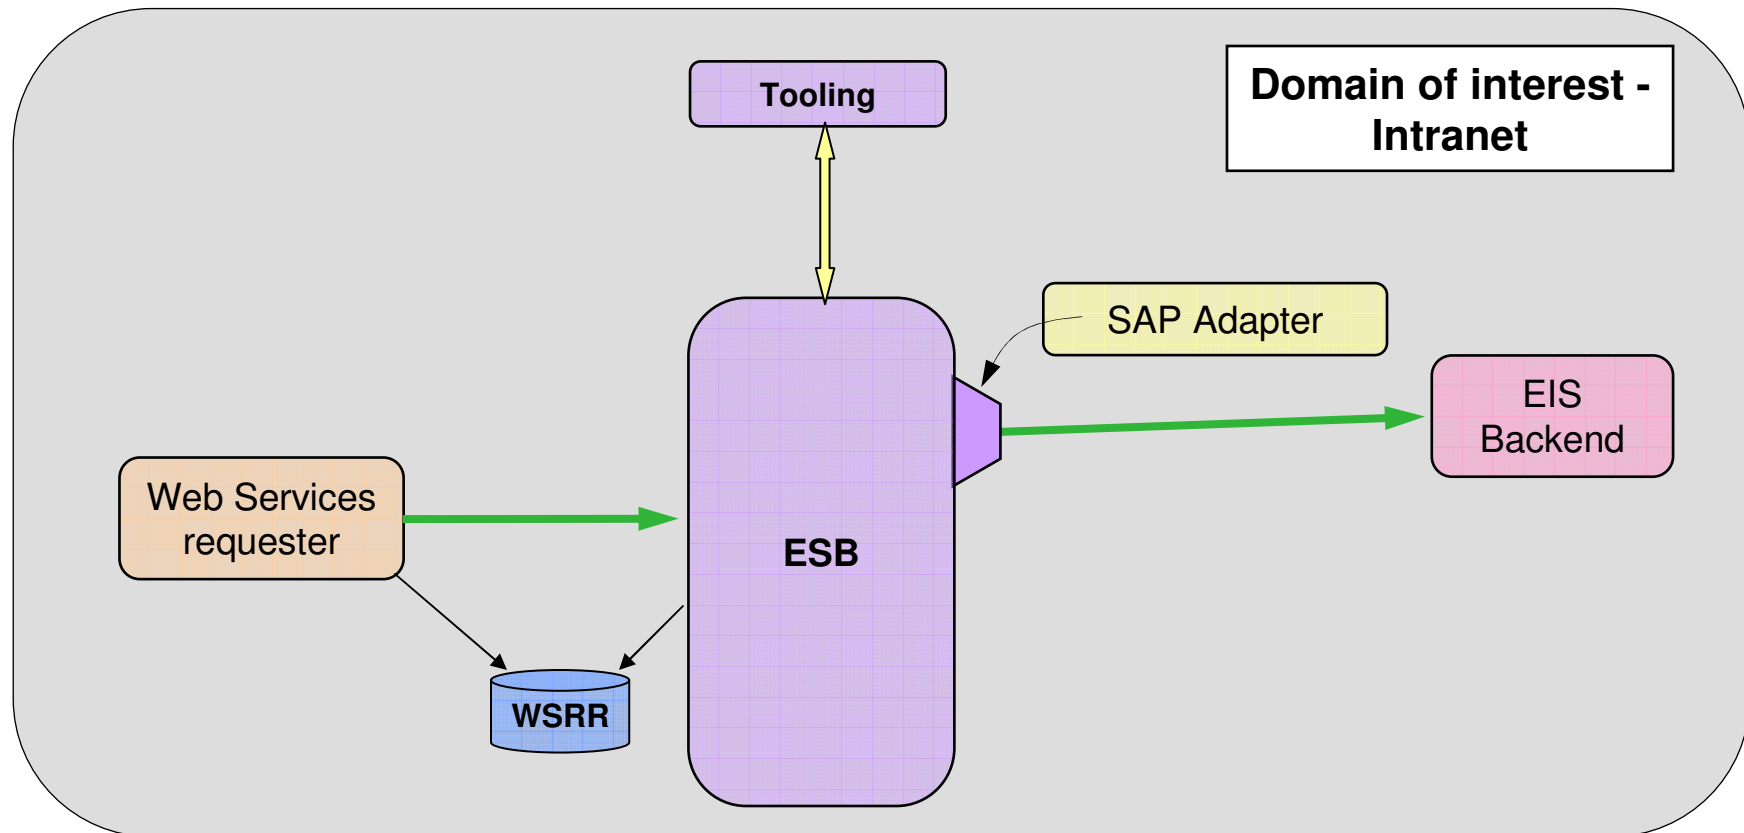 Tooling
Domain of interest -
Intranet
SAP Adapter
EIS
Backend
Web Services
requester
ESB
WSRR